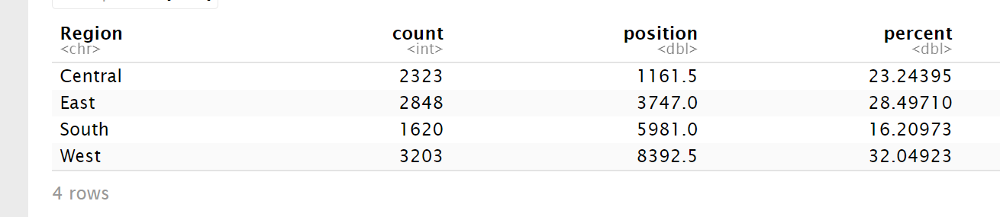 Region count position percent
<chr> <int> <dbl> <dbl>
Central 2323 1161.5 23.24395
East 2848 3747.0 28.49710
South 1620 5981.0 16.20973
West 3203 8392.5 32.04923
4 rows